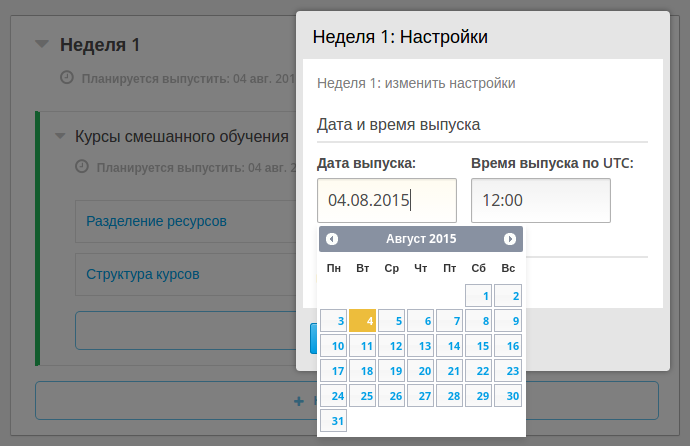 Неделя 1
Планируется выпустить: 04 авг. 201
Курсы смешанного обучения
Планируется выпустить: 04 авг. 2
Разделение ресурсов
Структура курсов
+
Неделя 1: Настройки
Неделя 1: изменить настройки
Дата и время выпуска
Дата выпуска: Время выпуска по UTC:
04.08.2015 12:00
Август 2015
Пн Вт Ср Чт Пт Сб Вс
1 2
3 4 5 6 7 8 9
10 11 12 13 14 15 16
17 18 19 20 21 22 23
24 25 26 27 28 29 30
31